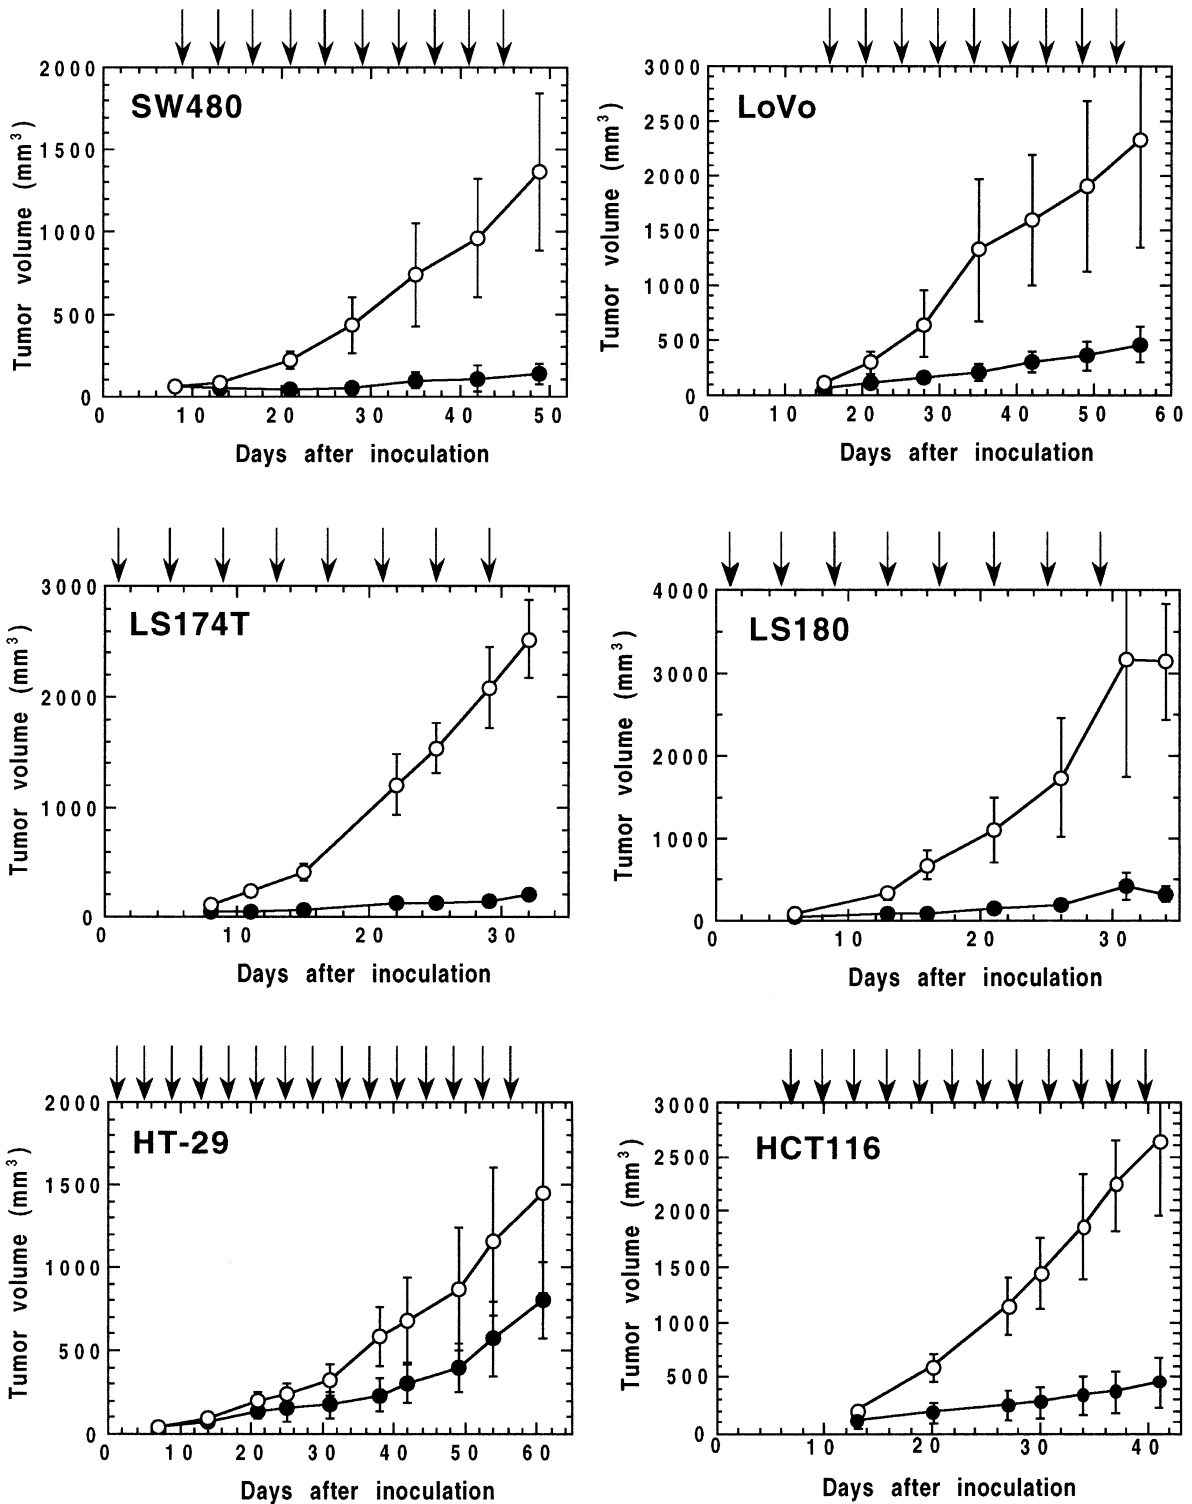 SW480
Tumor volume (mm³)
2000
1500
1000
500
0
0 10 20 30 40 50
Days after inoculation
LoVo
Tumor volume (mm³)
3000
2500
2000
1500
1000
500
0
0 10 20 30 40 50 60
Days after inoculation
LS174T
Tumor volume (mm³)
3000
2000
1000
0
0 10 20 30
Days after inoculation
LS180
Tumor volume (mm³)
4000
3000
2000
1000
0
0 10 20 30
Days after inoculation
HT-29
Tumor volume (mm³)
2000
1500
1000
500
0
0 10 20 30 40 50 60
Days after inoculation
HCT116
Tumor volume (mm³)
3000
2500
2000
1500
1000
500
0
0 10 20 30 40
Days after inoculation